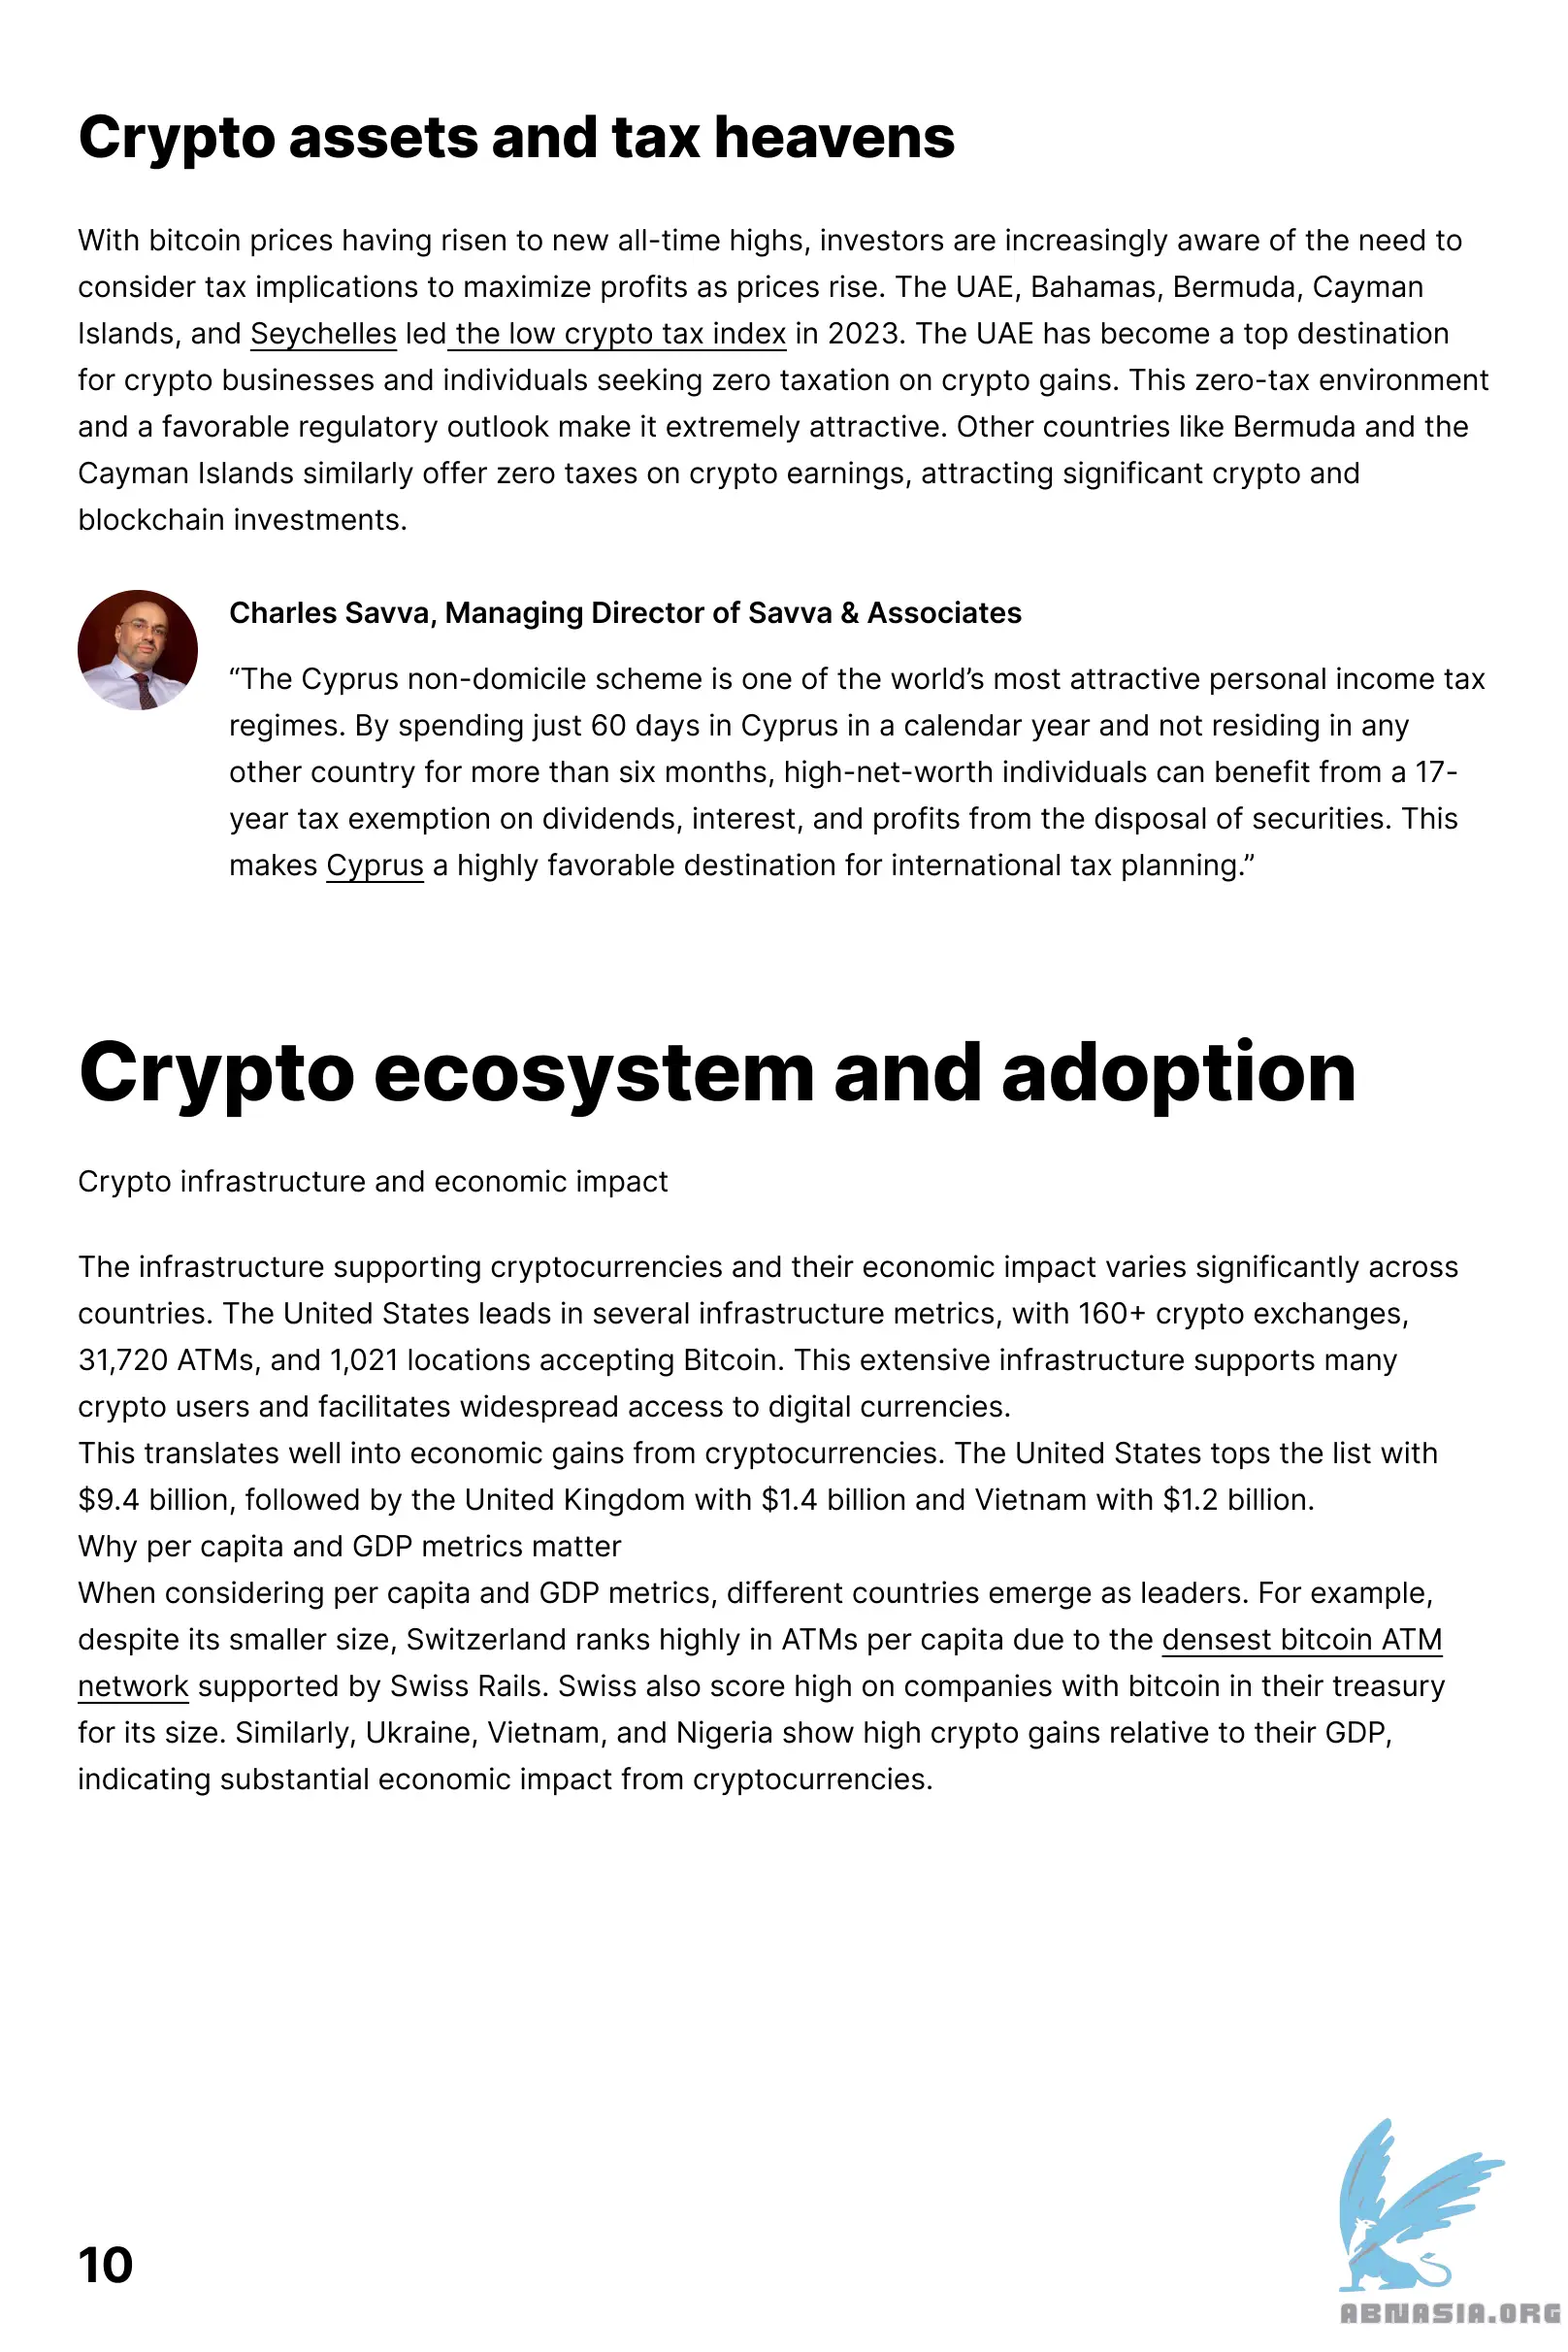 Crypto assets and tax heavens
With bitcoin prices having risen to new all-time highs, investors are increasingly aware of the need to
consider tax implications to maximize profits as prices rise. The UAE, Bahamas, Bermuda, Cayman
Islands, and Seychelles led the low crypto tax index in 2023. The UAE has become a top destination
for crypto businesses and individuals seeking zero taxation on crypto gains. This zero-tax environment
and a favorable regulatory outlook make it extremely attractive. Other countries like Bermuda and the
Cayman Islands similarly offer zero taxes on crypto earnings, attracting significant crypto and
blockchain investments.
Charles Savva, Managing Director of Savva & Associates
“The Cyprus non-domicile scheme is one of the world’s most attractive personal income tax
regimes. By spending just 60 days in Cyprus in a calendar year and not residing in any
other country for more than six months, high-net-worth individuals can benefit from a 17-
year tax exemption on dividends, interest, and profits from the disposal of securities. This
makes Cyprus a highly favorable destination for international tax planning.”
Crypto ecosystem and adoption
Crypto infrastructure and economic impact
The infrastructure supporting cryptocurrencies and their economic impact varies significantly across
countries. The United States leads in several infrastructure metrics, with 160+ crypto exchanges,
31,720 ATMs, and 1,021 locations accepting Bitcoin. This extensive infrastructure supports many
crypto users and facilitates widespread access to digital currencies.
This translates well into economic gains from cryptocurrencies. The United States tops the list with
$9.4 billion, followed by the United Kingdom with $1.4 billion and Vietnam with $1.2 billion.
Why per capita and GDP metrics matter
When considering per capita and GDP metrics, different countries emerge as leaders. For example,
despite its smaller size, Switzerland ranks highly in ATMs per capita due to the densest bitcoin ATM
network supported by Swiss Rails. Swiss also score high on companies with bitcoin in their treasury
for its size. Similarly, Ukraine, Vietnam, and Nigeria show high crypto gains relative to their GDP,
indicating substantial economic impact from cryptocurrencies.
10
ABNASIA.ORG